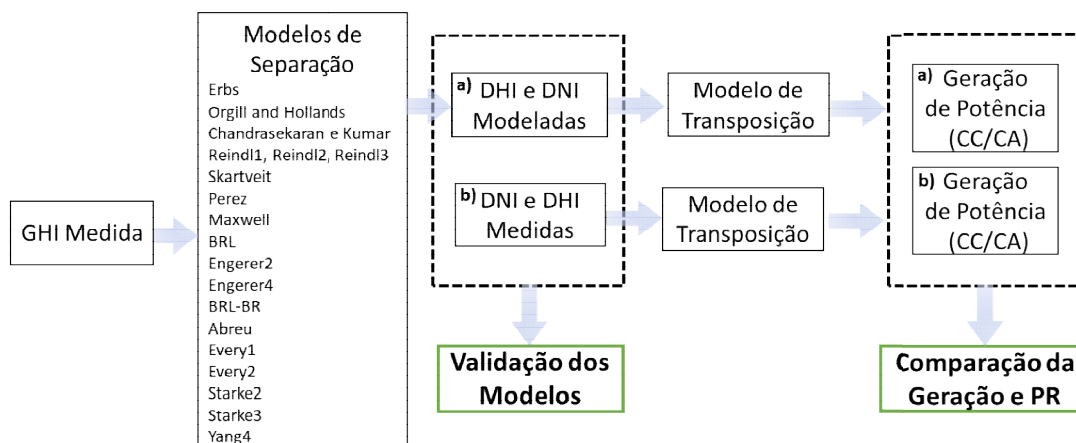 GHI Medida
Modelos de
Separação
Erbs
Orgill and Hollands
Chandrasekaran e Kumar
Reindl1, Reindl2, Reindl3
Skartveit
Perez
Maxwell
BRL
Engerer2
Engerer4
BRL-BR
Abreu
Every1
Every2
Starke2
Starke3
Yang4
a) DHI e DNI
Modeladas
Modelo de
Transposição
a) Geração
de Potência
(CC/CA)
b) DNI e DHI
Medidas
Modelo de
Transposição
b) Geração
de Potência
(CC/CA)
Validação dos
Modelos
Comparação da
Geração e PR